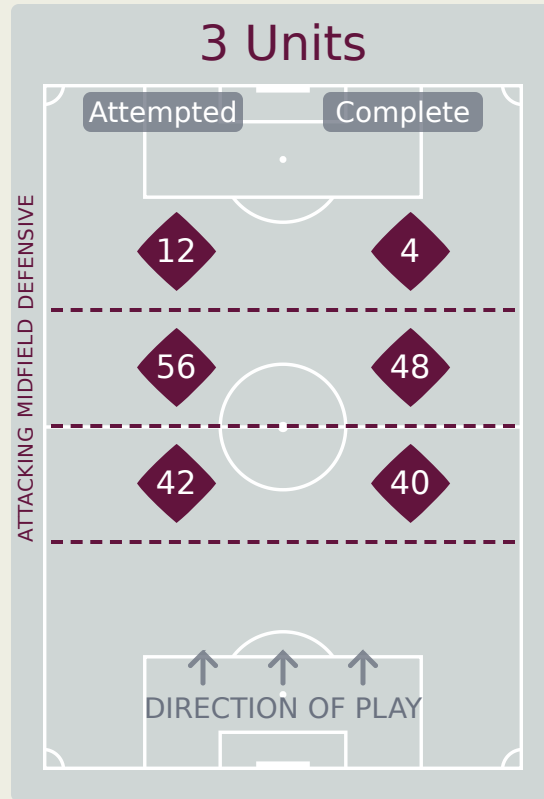 3 Units
Attempted Complete
ATTACKING MIDFIELD DEFENSIVE
12 4
56 48
42 40
DIRECTION OF PLAY